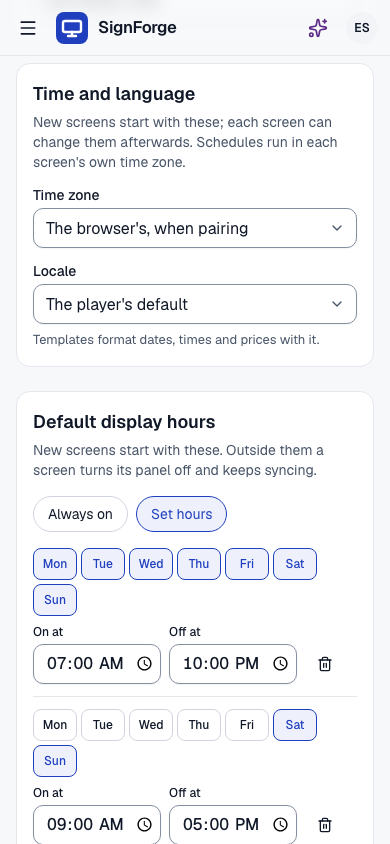 SignForge
ES
Time and language
New screens start with these; each screen can
change them afterwards. Schedules run in each
screen's own time zone.
Time zone
The browser's, when pairing
Locale
The player's default
Templates format dates, times and prices with it.
Default display hours
New screens start with these. Outside them a
screen turns its panel off and keeps syncing.
Always on
Set hours
Mon Tue Wed Thu Fri Sat
Sun
On at Off at
07:00 AM 10:00 PM
Mon Tue Wed Thu Fri Sat
Sun
On at Off at
09:00 AM 05:00 PM